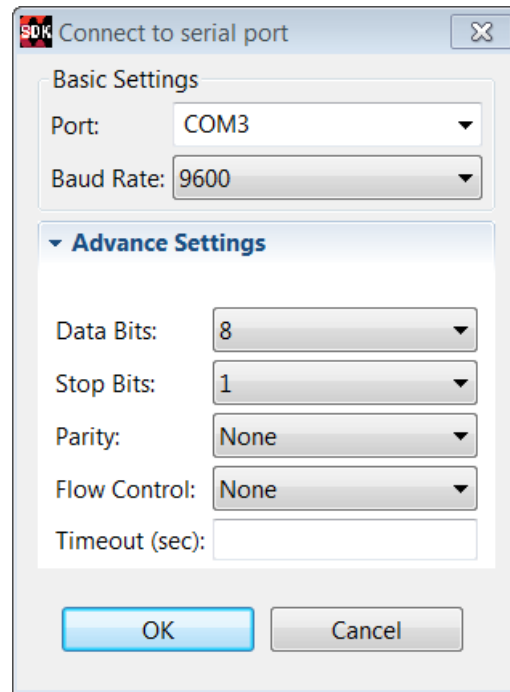 SDK Connect to serial port
Basic Settings
Port: COM3
Baud Rate: 9600
Advance Settings
Data Bits: 8
Stop Bits: 1
Parity: None
Flow Control: None
Timeout (sec):
OK Cancel